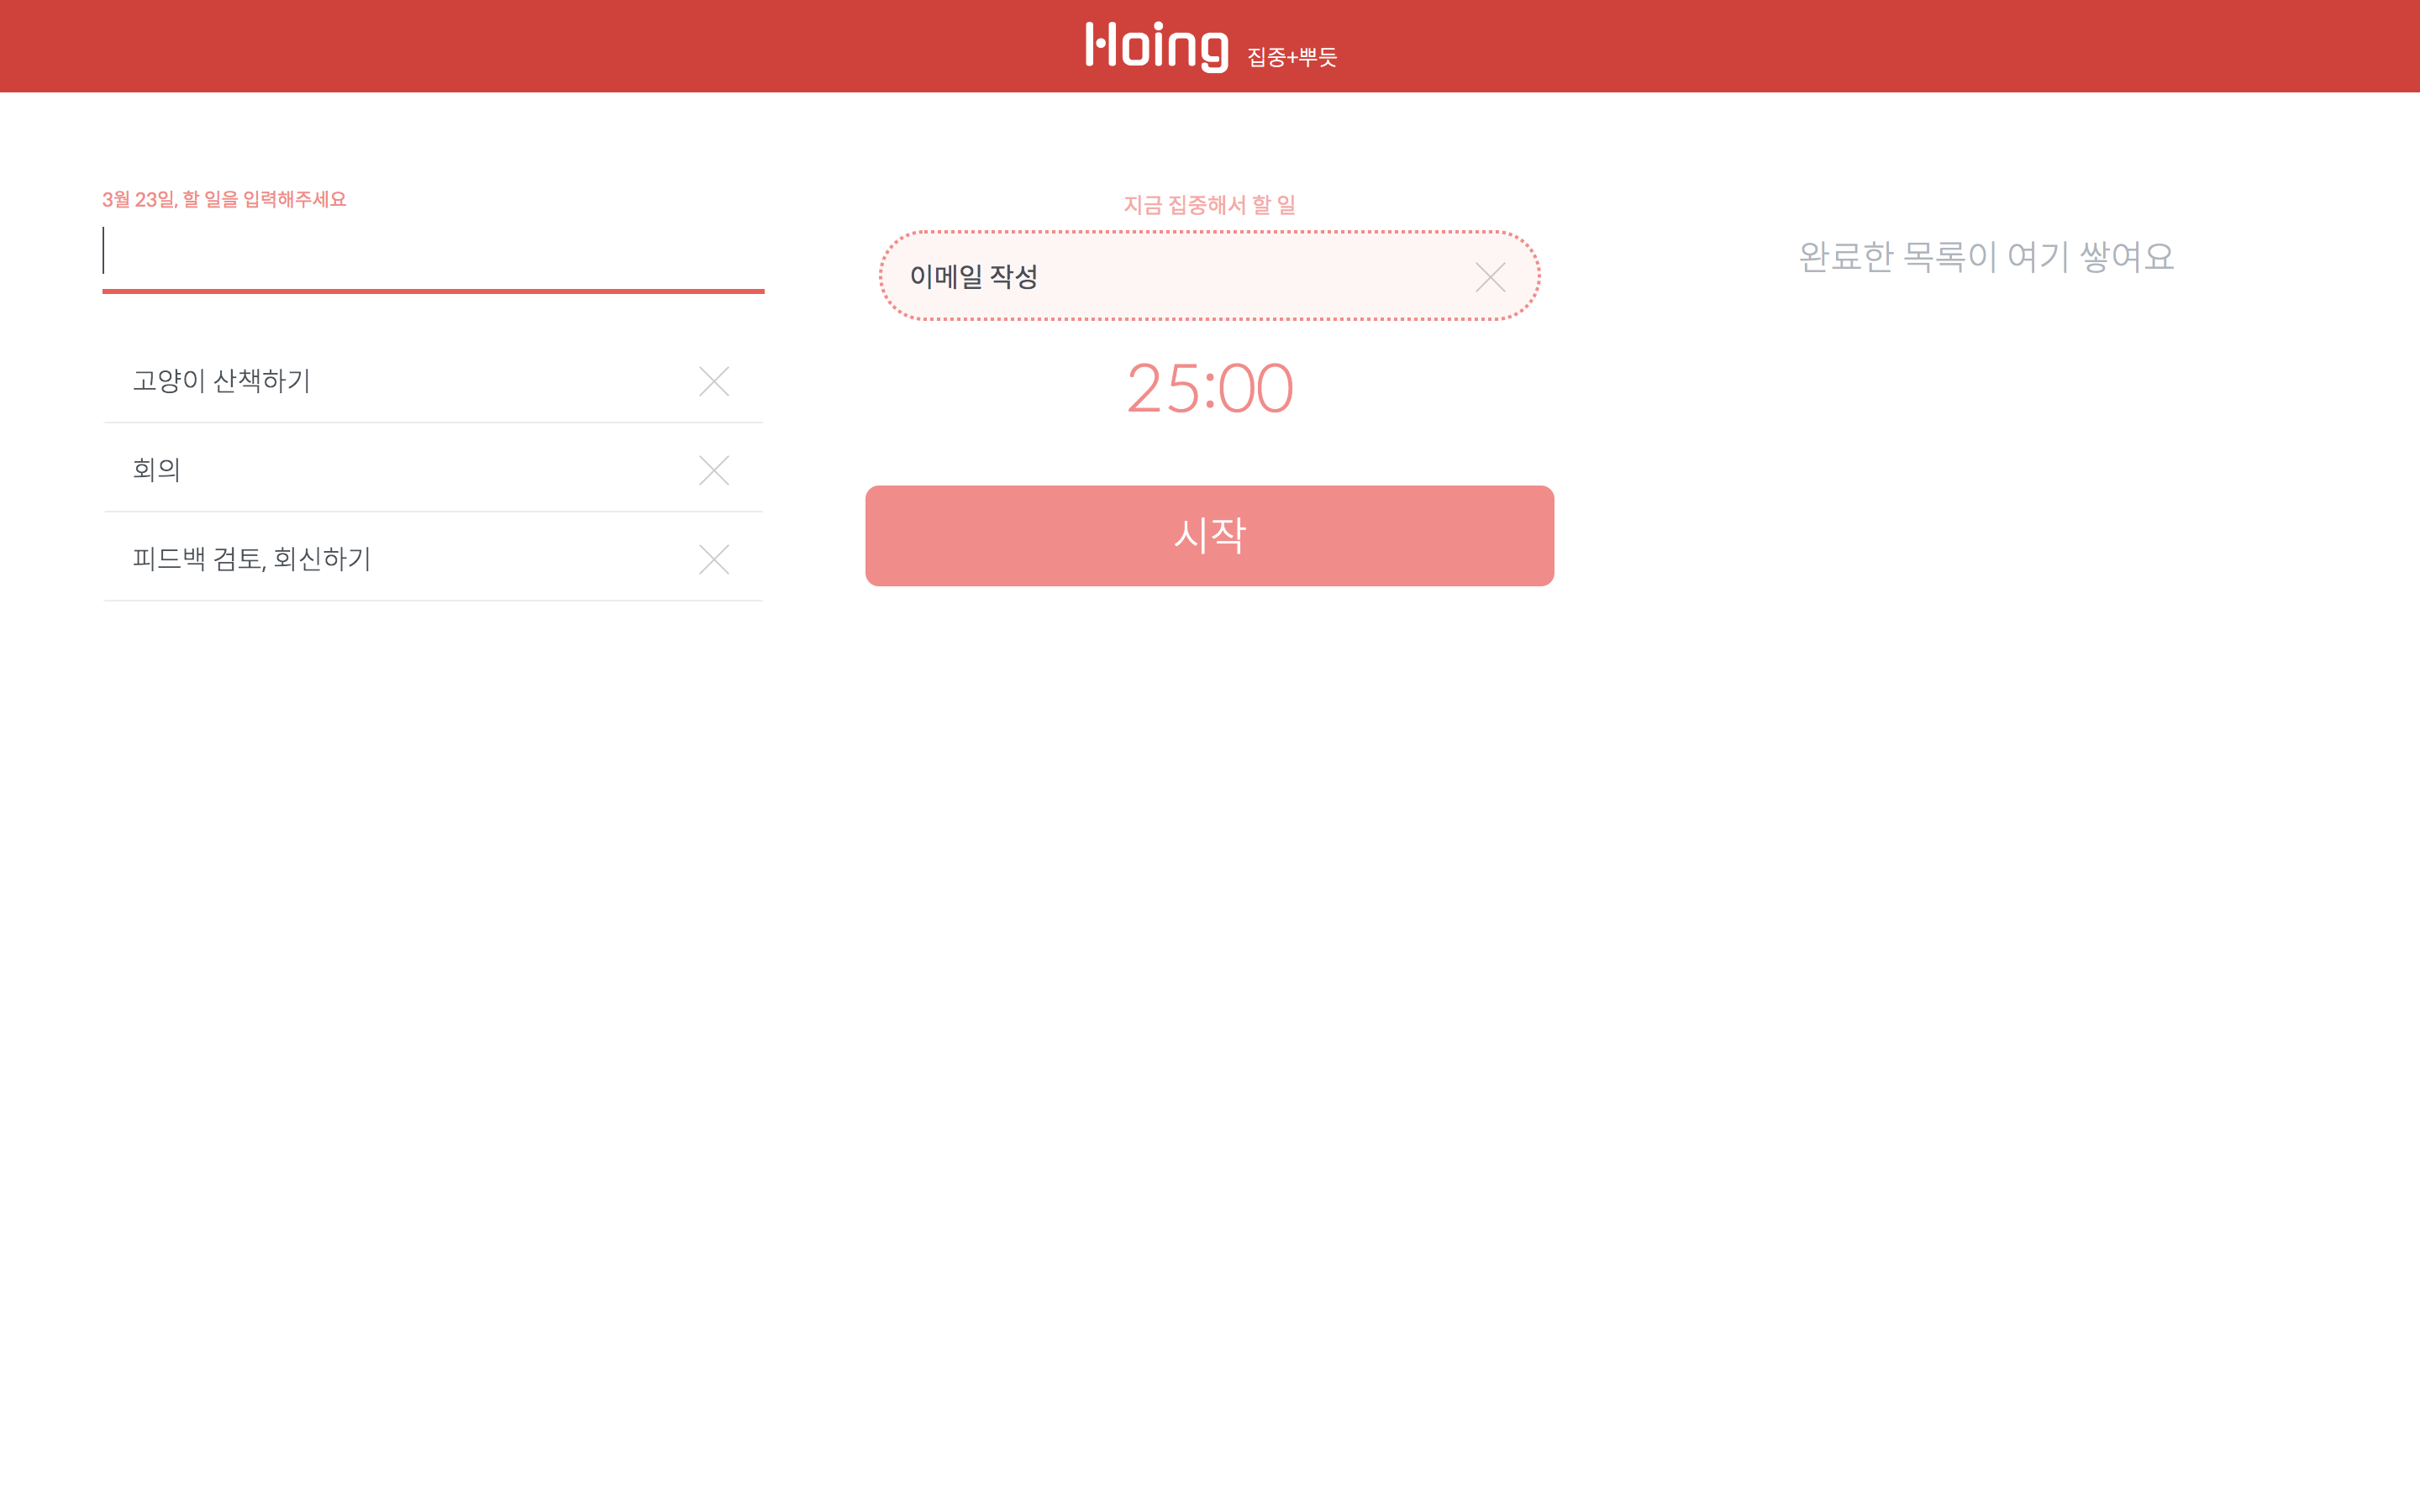 Hoing 집중+뿌듯
3월 23일, 할 일을 입력해주세요
고양이 산책하기
회의
피드백 검토, 회신하기
지금 집중해서 할 일
이메일 작성
25:00
시작
완료한 목록이 여기 쌓여요